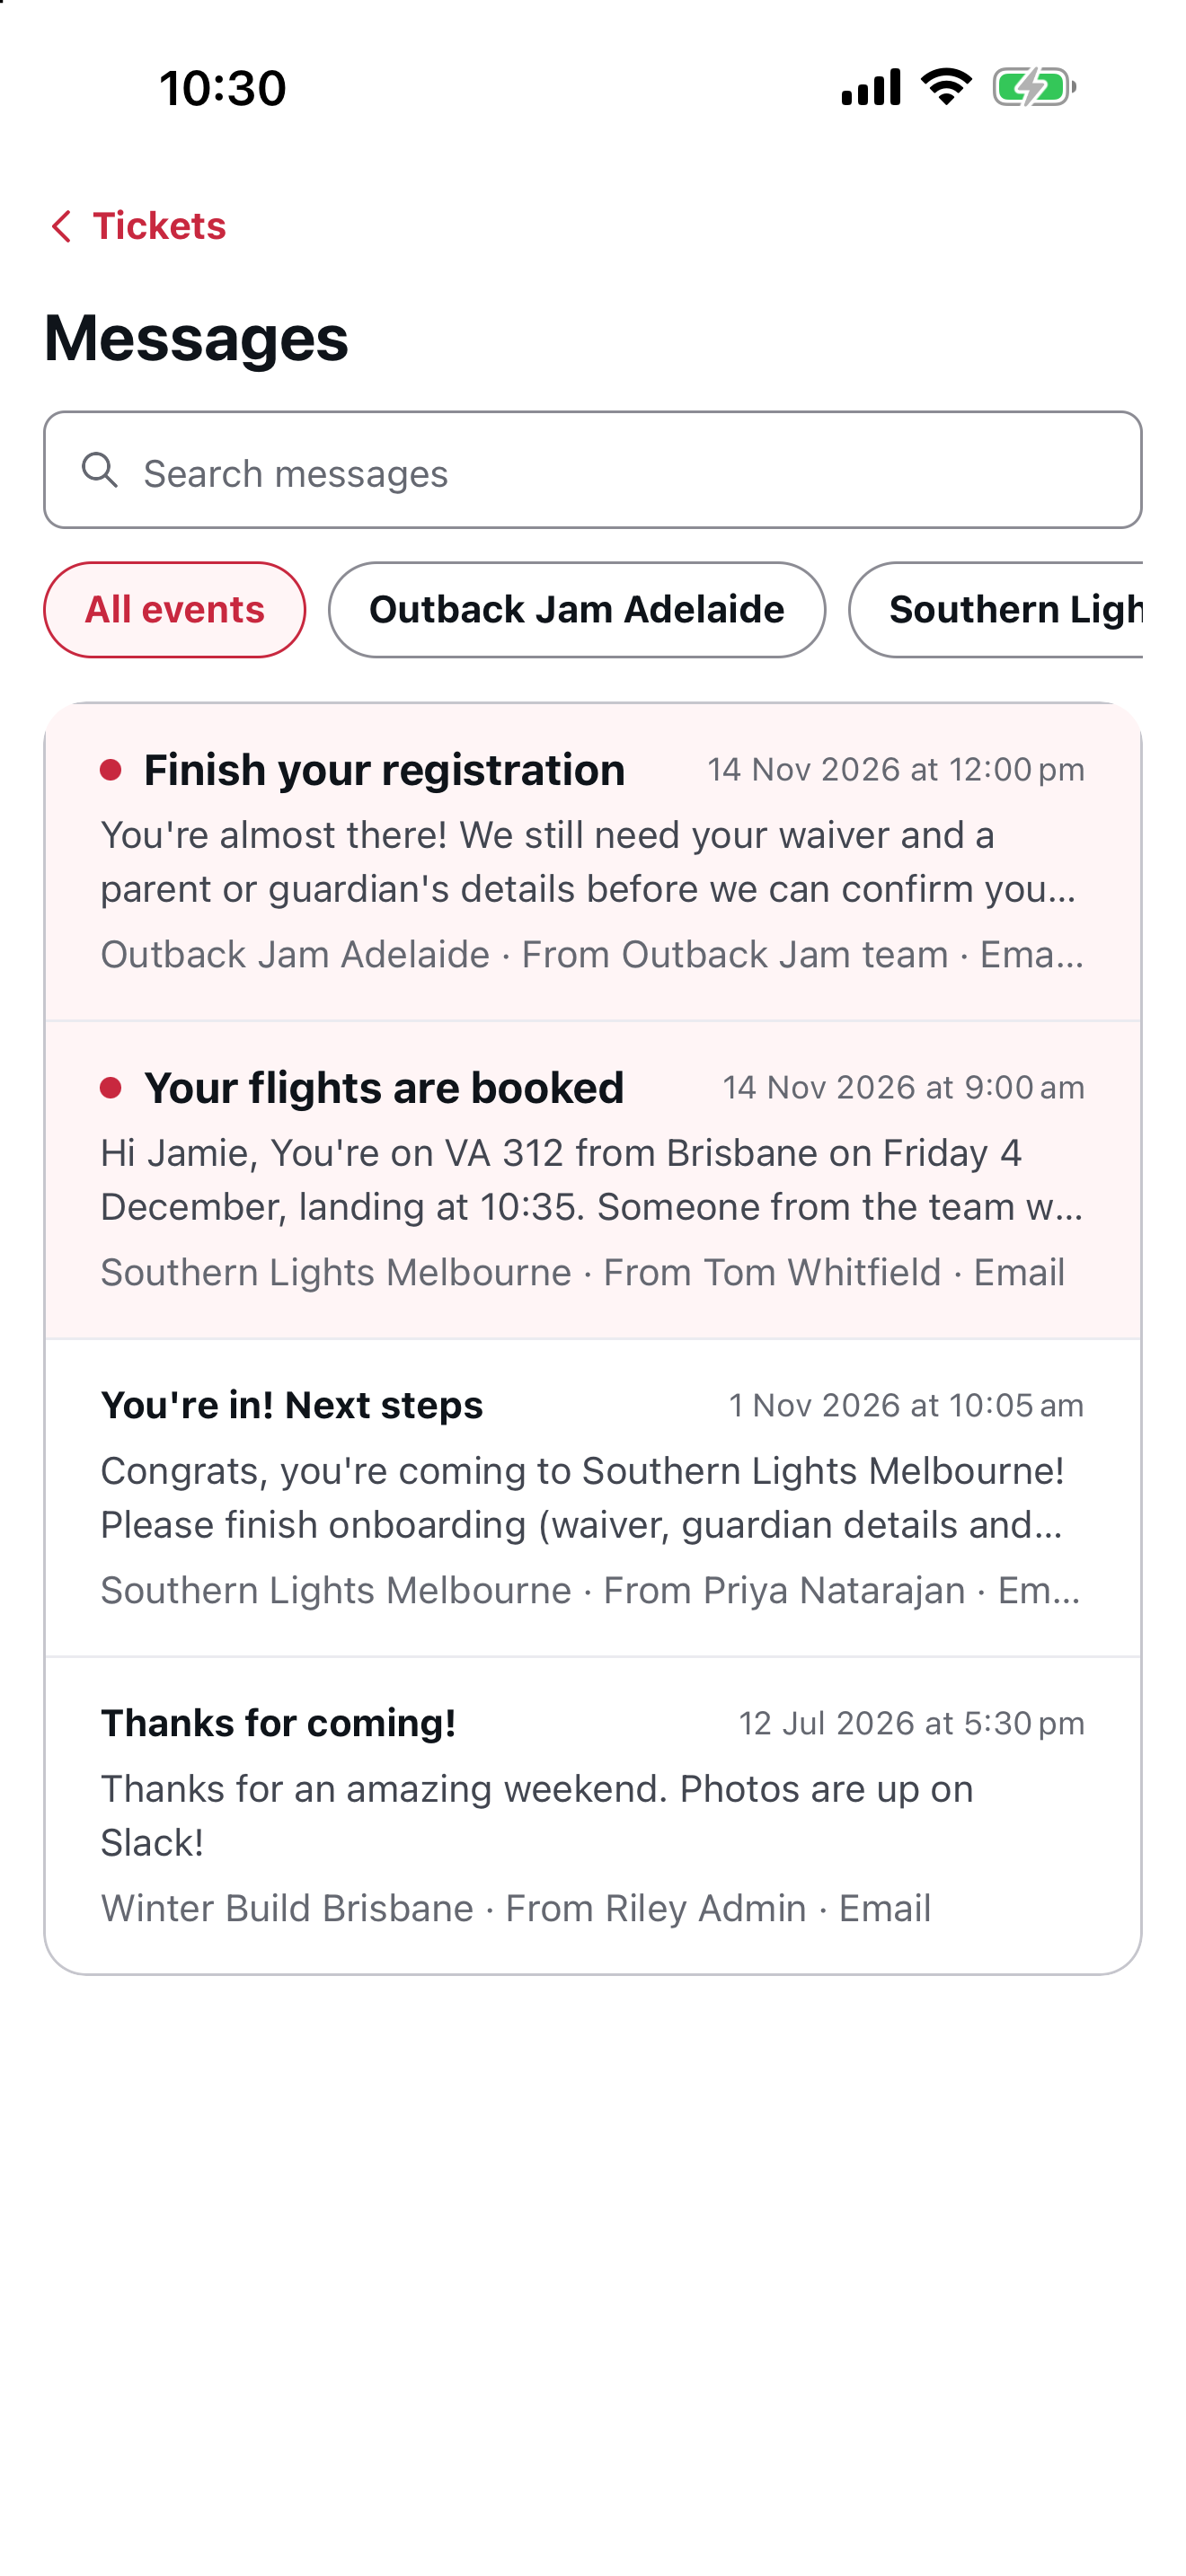 10:30
Tickets
Messages
Search messages
All events
Outback Jam Adelaide
Southern Ligh
Finish your registration
14 Nov 2026 at 12:00 pm
You're almost there! We still need your waiver and a
parent or guardian's details before we can confirm you...
Outback Jam Adelaide · From Outback Jam team · Ema...
Your flights are booked
14 Nov 2026 at 9:00 am
Hi Jamie, You're on VA 312 from Brisbane on Friday 4
December, landing at 10:35. Someone from the team w...
Southern Lights Melbourne · From Tom Whitfield · Email
You're in! Next steps
1 Nov 2026 at 10:05 am
Congrats, you're coming to Southern Lights Melbourne!
Please finish onboarding (waiver, guardian details and...
Southern Lights Melbourne · From Priya Natarajan · Em...
Thanks for coming!
12 Jul 2026 at 5:30 pm
Thanks for an amazing weekend. Photos are up on
Slack!
Winter Build Brisbane · From Riley Admin · Email